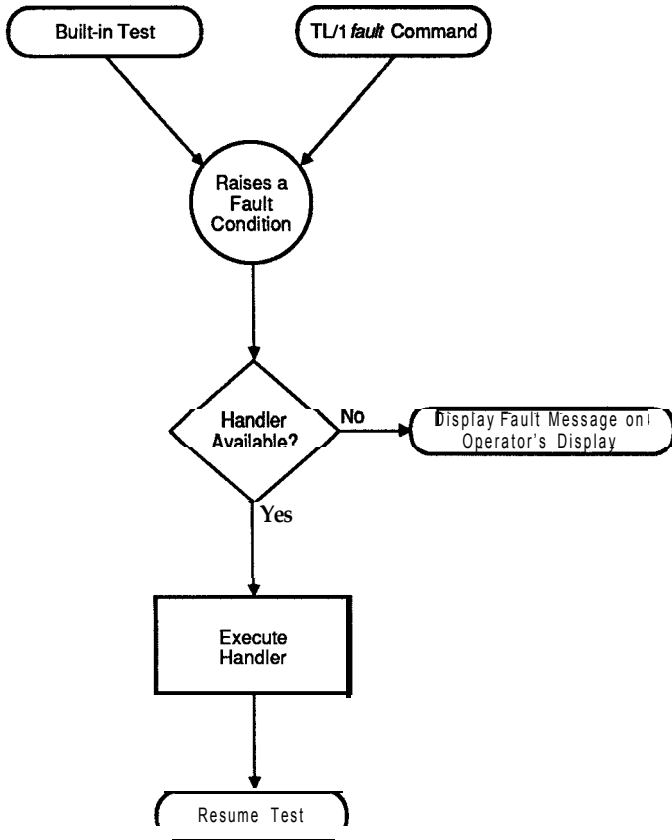 Built-in Test
TL/1 fault Command
Raises a
Fault
Condition
Handler
Available?
No
Display Fault Message on
Operator's Display
Yes
Execute
Handler
Resume Test